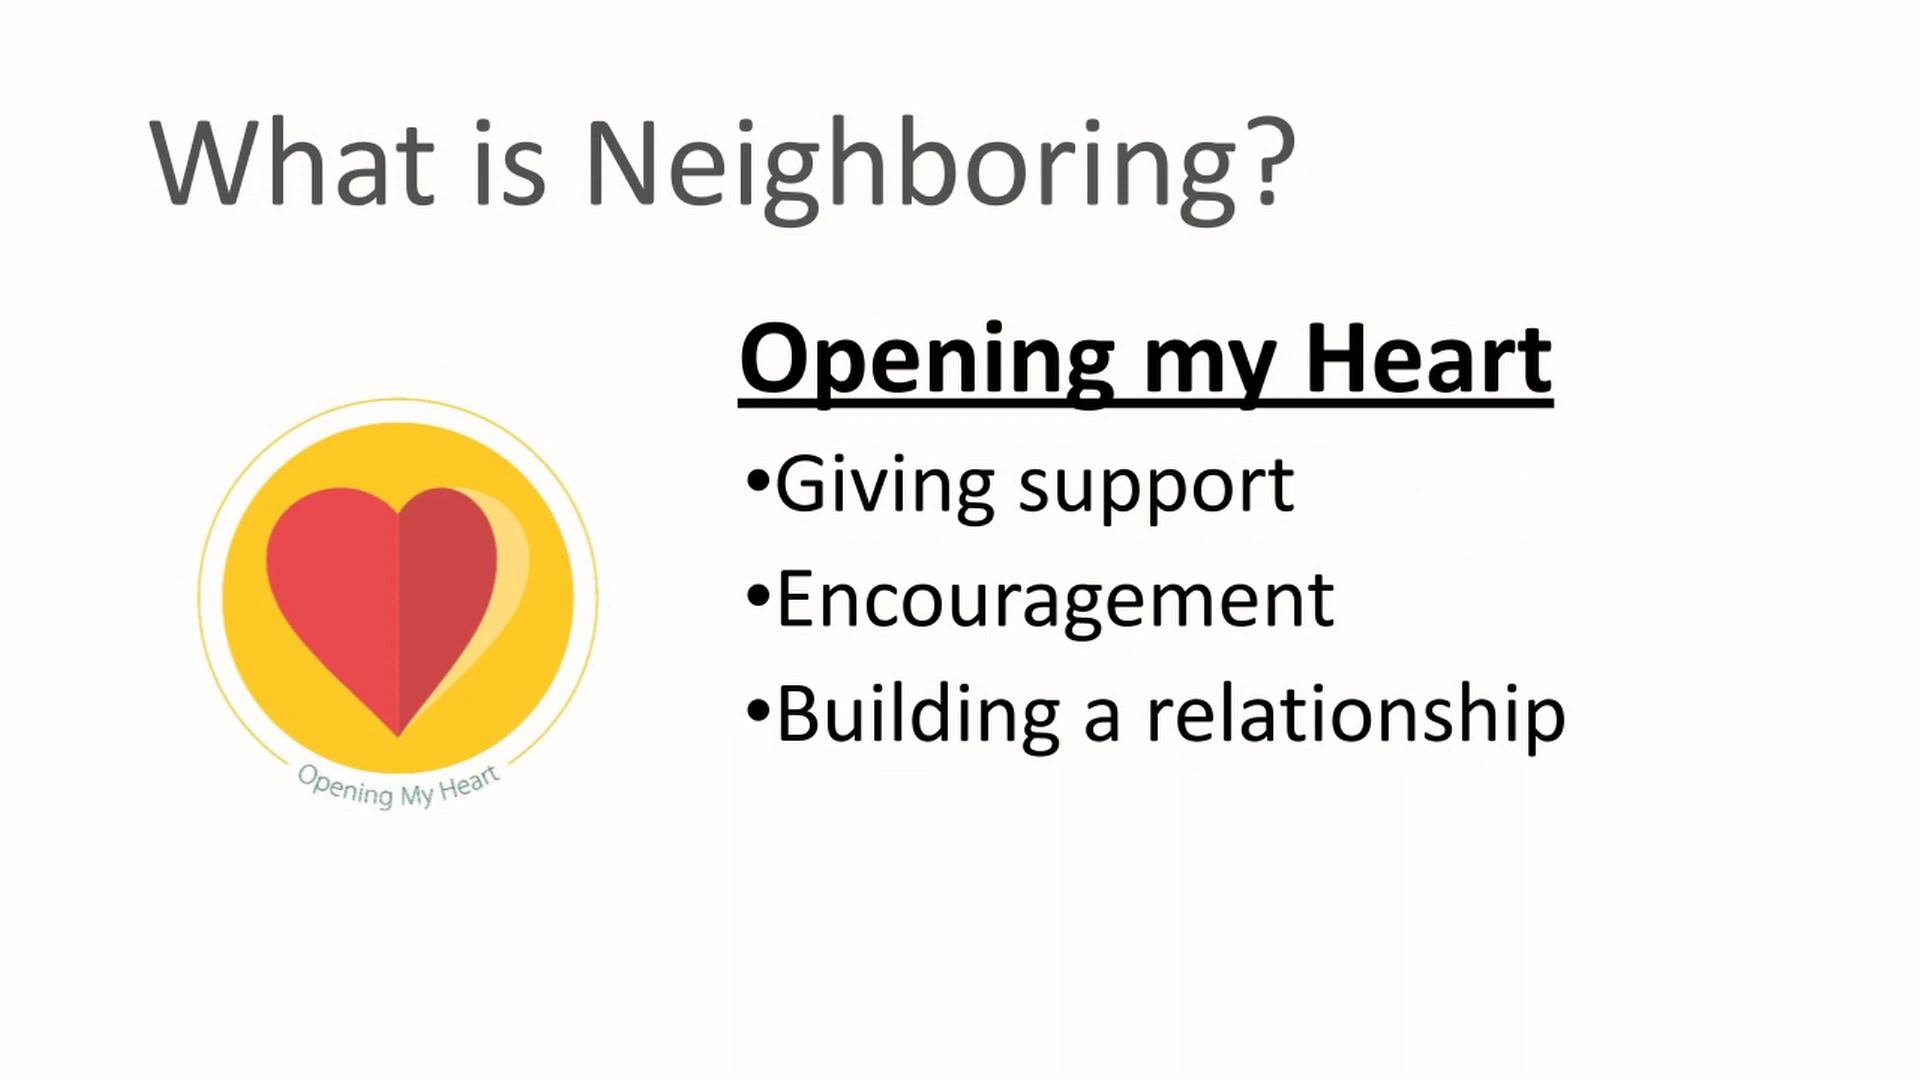 What is Neighboring?
Opening my Heart
•Giving support
•Encouragement
•Building a relationship
Opening My Heart